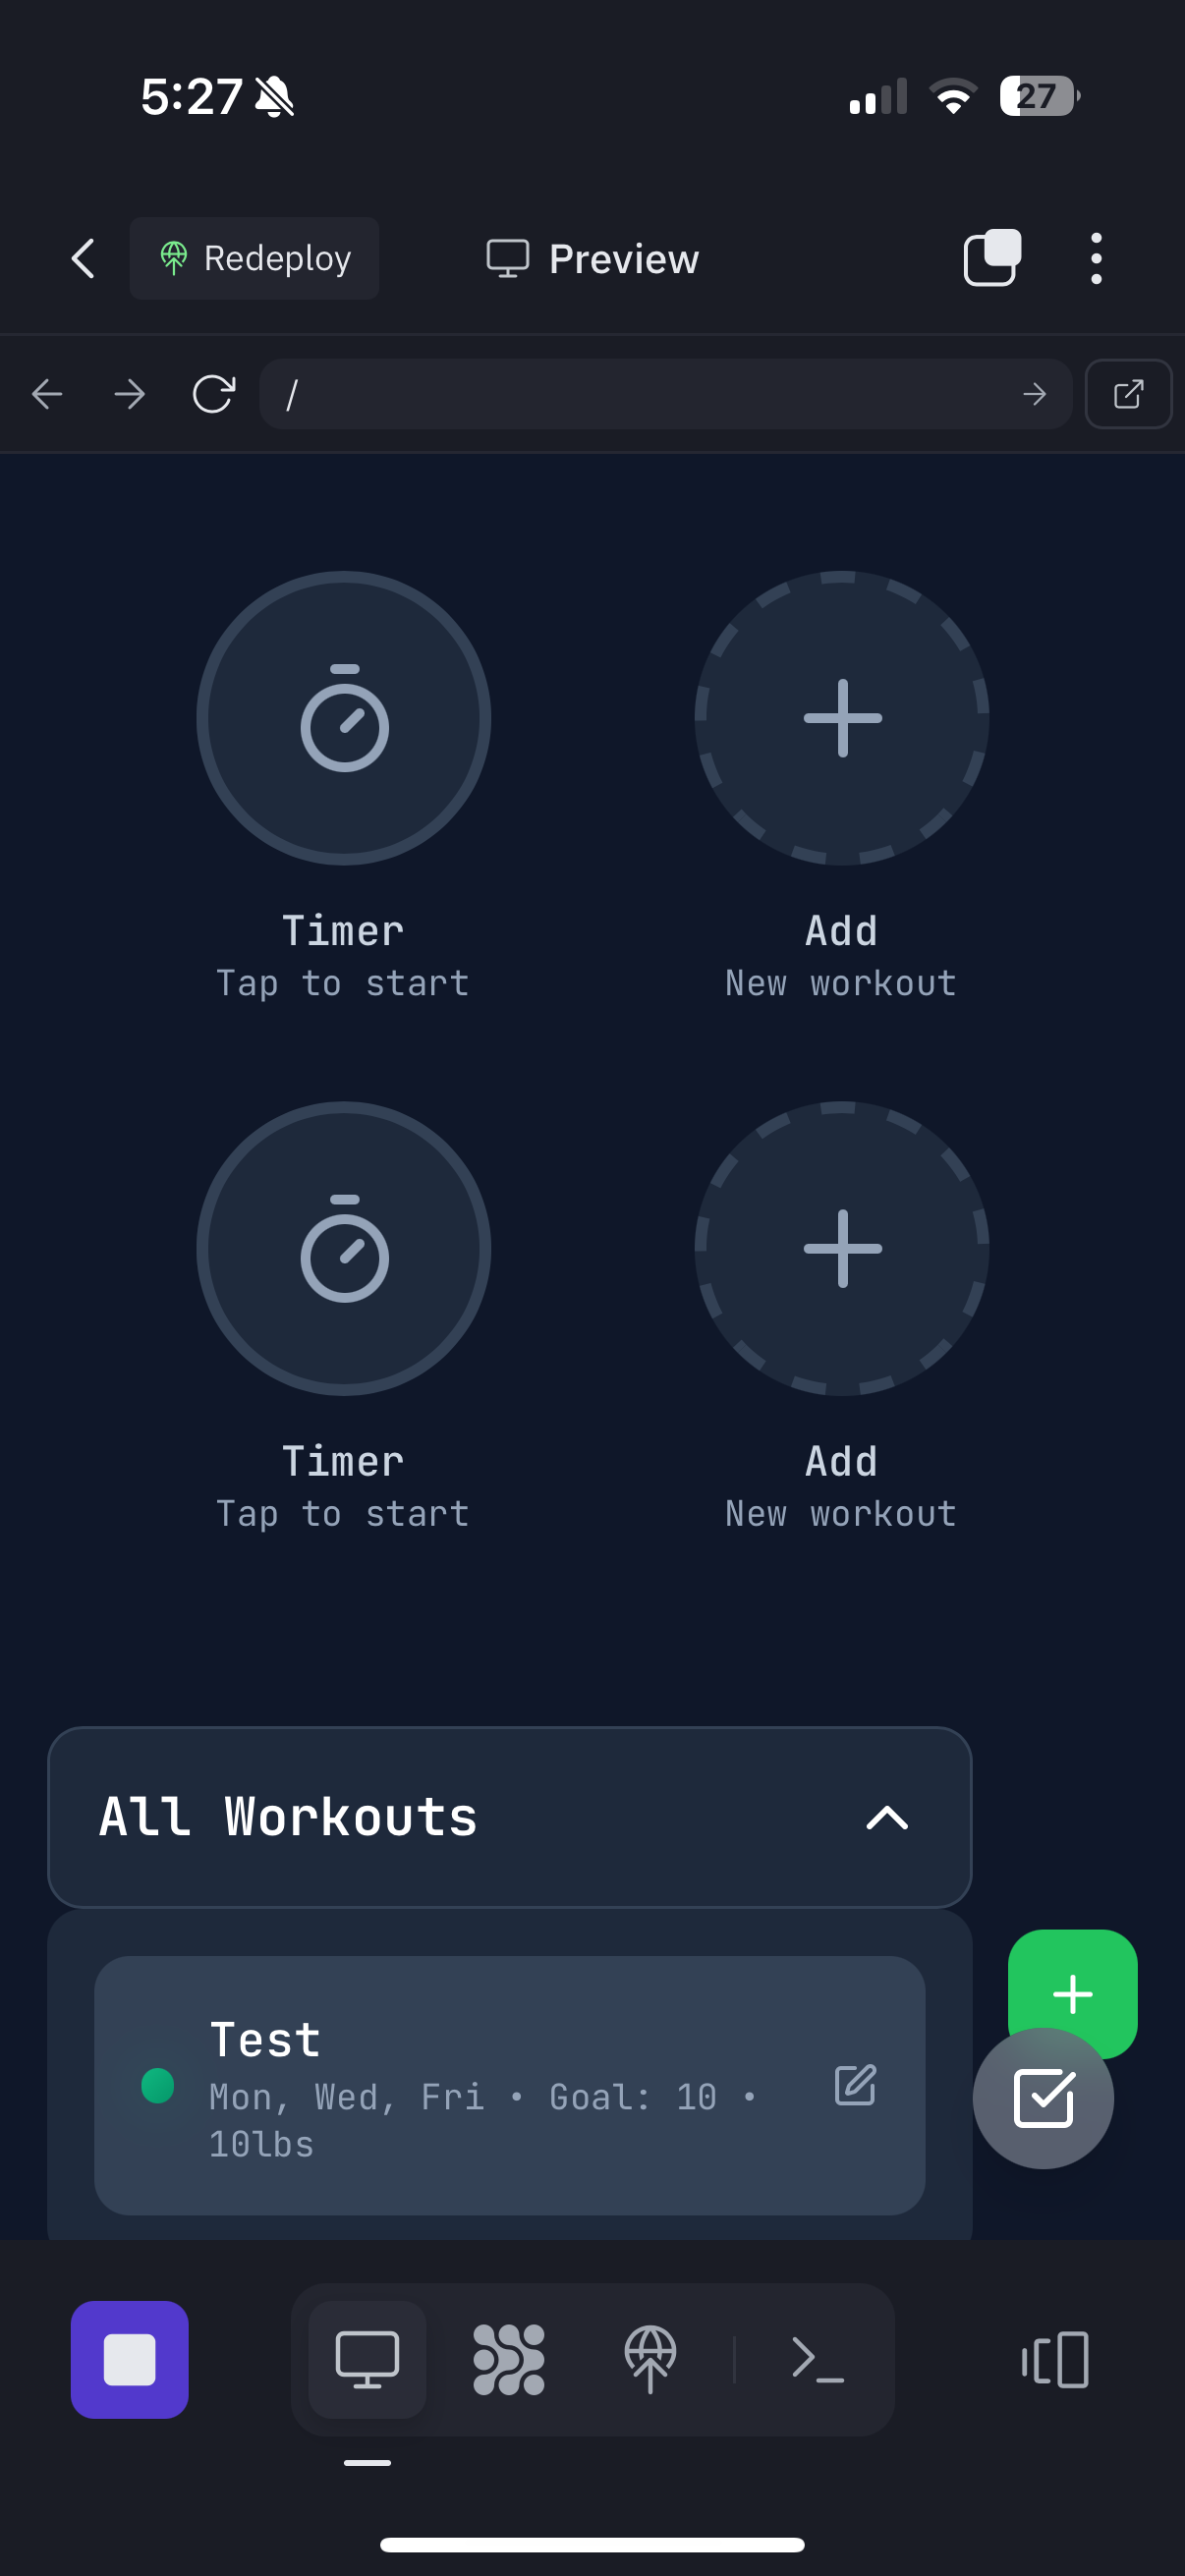 5:27
27
Redeploy
Preview
/
Timer
Add
Tap to start
New workout
Timer
Add
Tap to start
New workout
All Workouts
Test
Mon, Wed, Fri • Goal: 10 •
10lbs